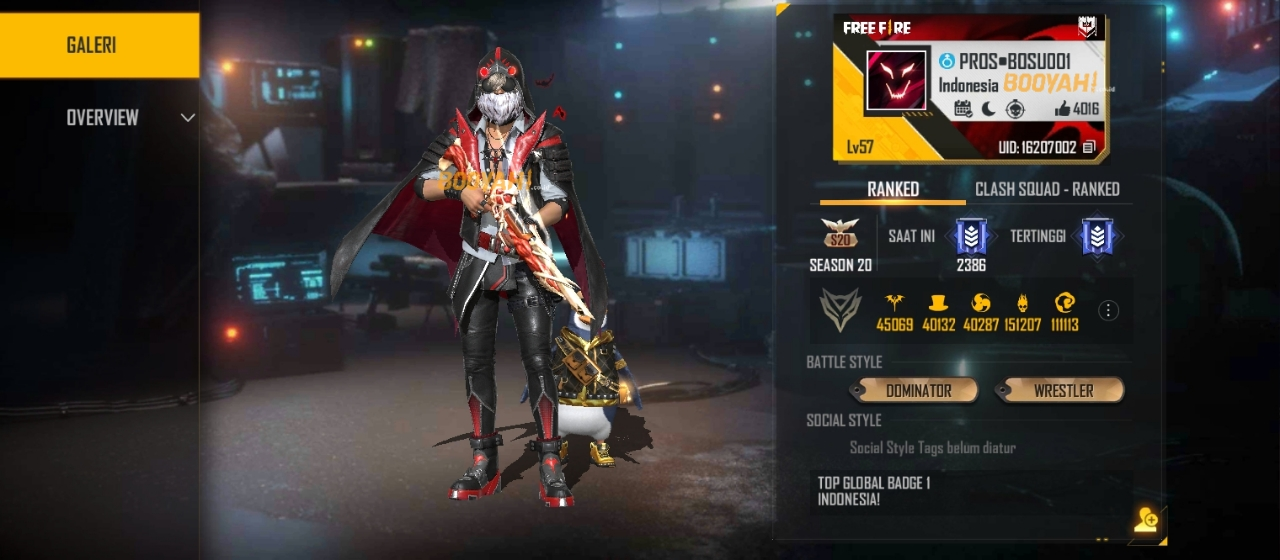 GALERI
OVERVIEW
BOOYAH!
FREE FIRE
PROS▪BOSU001
Indonesia BOOYAH!
4016
Lv57
UID: 16207002
RANKED
CLASH SQUAD - RANKED
S20
SEASON 20
SAAT INI
2386
TERTINGGI
45069 40132 40287 151207 111113
BATTLE STYLE
DOMINATOR WRESTLER
SOCIAL STYLE
Social Style Tags belum diatur
TOP GLOBAL BADGE 1
INDONESIA!